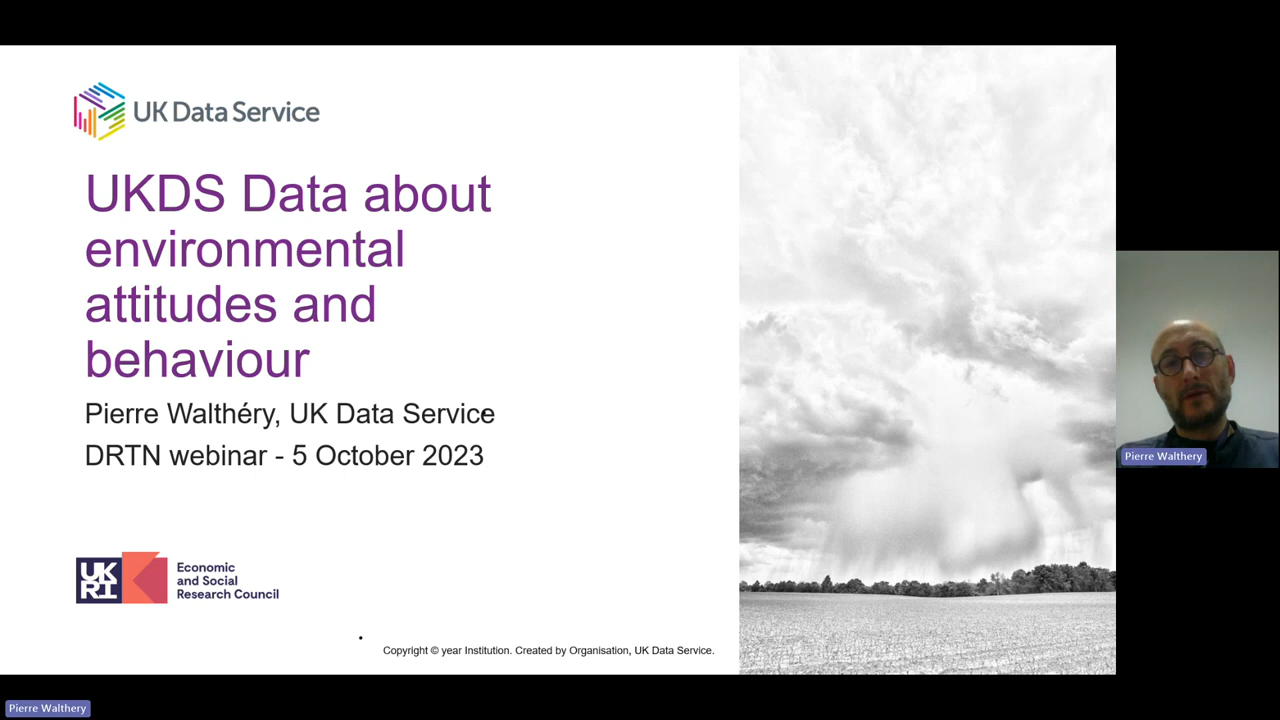 UK Data Service
UKDS Data about
environmental
attitudes and
behaviour
Pierre Walthéry, UK Data Service
DRTN webinar - 5 October 2023
UK
RI
Economic
and Social
Research Council
Copyright © year Institution. Created by Organisation, UK Data Service.
Pierre Walthery
Pierre Walthery